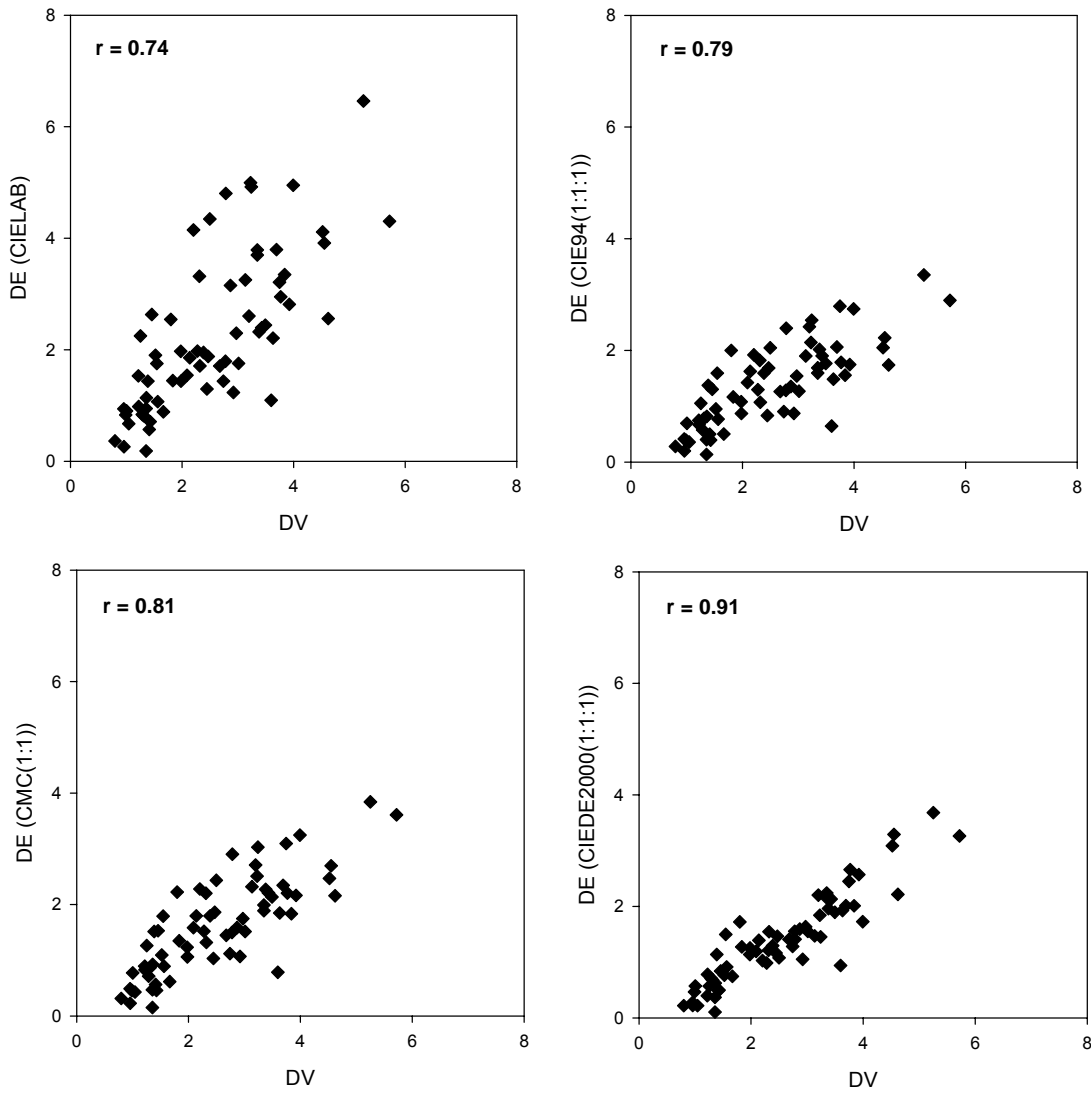 r = 0.74
8
6
4
2
0
0 2 4 6 8
DE (CIELAB)
DV
r = 0.79
8
6
4
2
0
0 2 4 6 8
DE (CIE94(1:1:1))
DV
r = 0.81
8
6
4
2
0
0 2 4 6 8
DE (CMC(1:1))
DV
r = 0.91
8
6
4
2
0
0 2 4 6 8
DE (CIEDE2000(1:1:1))
DV